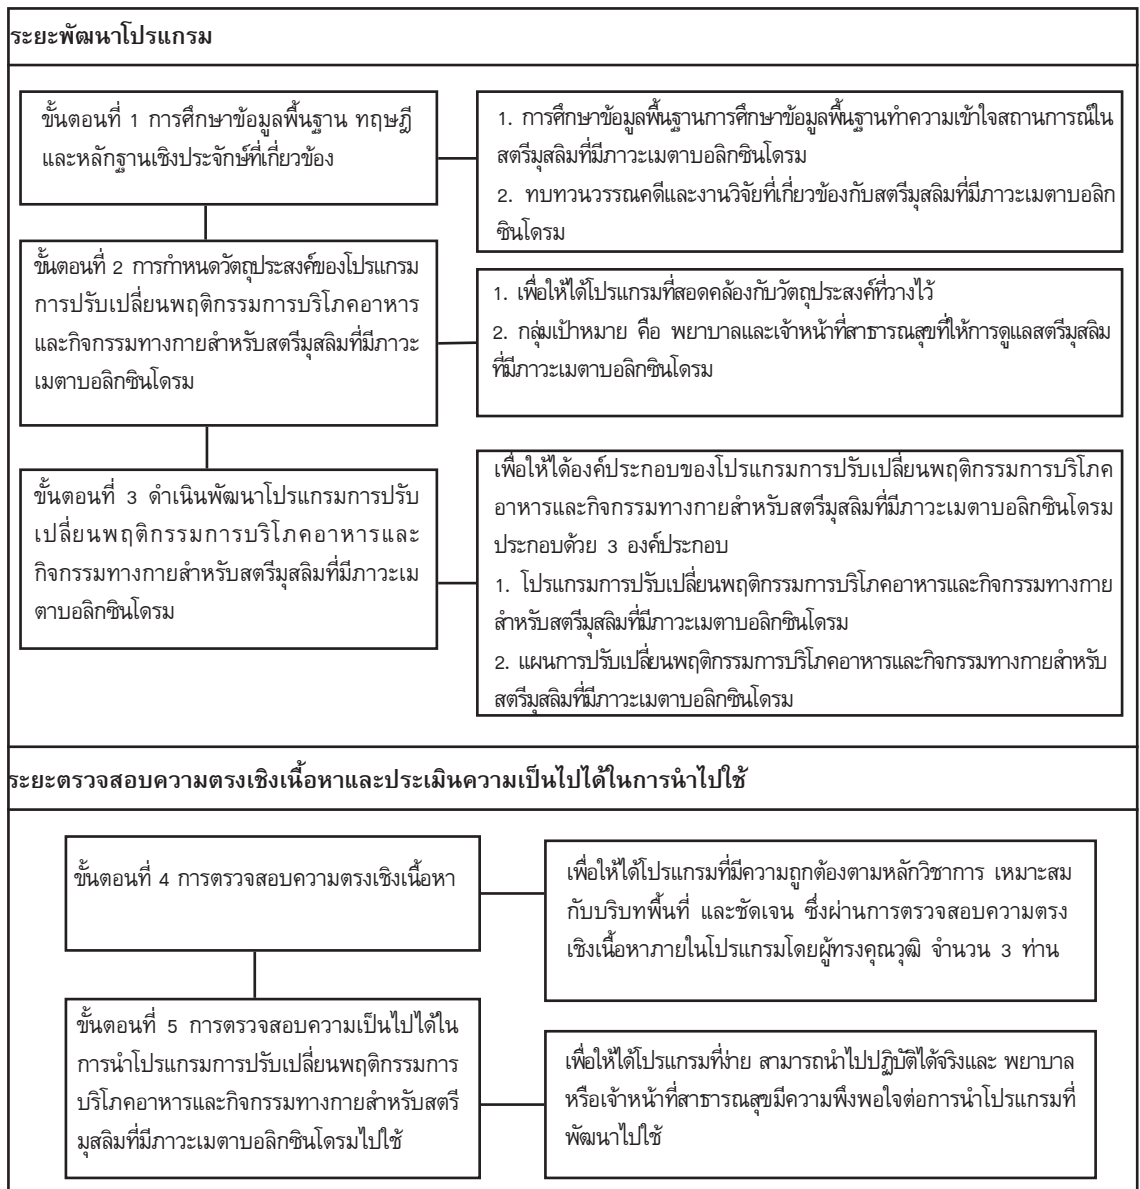 ระยะพัฒนาโปรแกรม
ขั้นตอนที่ 1 การศึกษาข้อมูลพื้นฐาน ทฤษฎี
และหลักฐานเชิงประจักษ์ที่เกี่ยวข้อง
1. การศึกษาข้อมูลพื้นฐานการศึกษาข้อมูลพื้นฐานทำความเข้าใจสถานการณ์ใน
สตรีมุสลิมที่มีภาวะเมตาบอลิกซินโดรม
2. ทบทวนวรรณคดีและงานวิจัยที่เกี่ยวข้องกับสตรีมุสลิมที่มีภาวะเมตาบอลิก
ซินโดรม
ขั้นตอนที่ 2 การกำหนดวัตถุประสงค์ของโปรแกรม
การปรับเปลี่ยนพฤติกรรมการบริโภคอาหาร
และกิจกรรมทางกายสำหรับสตรีมุสลิมที่มีภาวะ
เมตาบอลิกซินโดรม
1. เพื่อให้ได้โปรแกรมที่สอดคล้องกับวัตถุประสงค์ที่วางไว้
2. กลุ่มเป้าหมาย คือ พยาบาลและเจ้าหน้าที่สาธารณสุขที่ให้การดูแลสตรีมุสลิม
ที่มีภาวะเมตาบอลิกซินโดรม
ขั้นตอนที่ 3 ดำเนินพัฒนาโปรแกรมการปรับ
เปลี่ยนพฤติกรรมการบริโภคอาหารและ
กิจกรรมทางกายสำหรับสตรีมุสลิมที่มีภาวะเม
ตาบอลิกซินโดรม
เพื่อให้ได้องค์ประกอบของโปรแกรมการปรับเปลี่ยนพฤติกรรมการบริโภค
อาหารและกิจกรรมทางกายสำหรับสตรีมุสลิมที่มีภาวะเมตาบอลิกซินโดรม
ประกอบด้วย 3 องค์ประกอบ
1. โปรแกรมการปรับเปลี่ยนพฤติกรรมการบริโภคอาหารและกิจกรรมทางกาย
สำหรับสตรีมุสลิมที่มีภาวะเมตาบอลิกซินโดรม
2. แผนการปรับเปลี่ยนพฤติกรรมการบริโภคอาหารและกิจกรรมทางกายสำหรับ
สตรีมุสลิมที่มีภาวะเมตาบอลิกซินโดรม
ระยะตรวจสอบความตรงเชิงเนื้อหาและประเมินความเป็นไปได้ในการนำไปใช้
ขั้นตอนที่ 4 การตรวจสอบความตรงเชิงเนื้อหา
เพื่อให้ได้โปรแกรมที่มีความถูกต้องตามหลักวิชาการ เหมาะสม
กับบริบทพื้นที่ และชัดเจน ซึ่งผ่านการตรวจสอบความตรง
เชิงเนื้อหาภายในโปรแกรมโดยผู้ทรงคุณวุฒิ จำนวน 3 ท่าน
ขั้นตอนที่ 5 การตรวจสอบความเป็นไปได้ใน
การนำโปรแกรมการปรับเปลี่ยนพฤติกรรมการ
บริโภคอาหารและกิจกรรมทางกายสำหรับสตรี
มุสลิมที่มีภาวะเมตาบอลิกซินโดรมไปใช้
เพื่อให้ได้โปรแกรมที่ง่าย สามารถนำไปปฏิบัติได้จริงและ พยาบาล
หรือเจ้าหน้าที่สาธารณสุขมีความพึงพอใจต่อการนำโปรแกรมที่
พัฒนาไปใช้